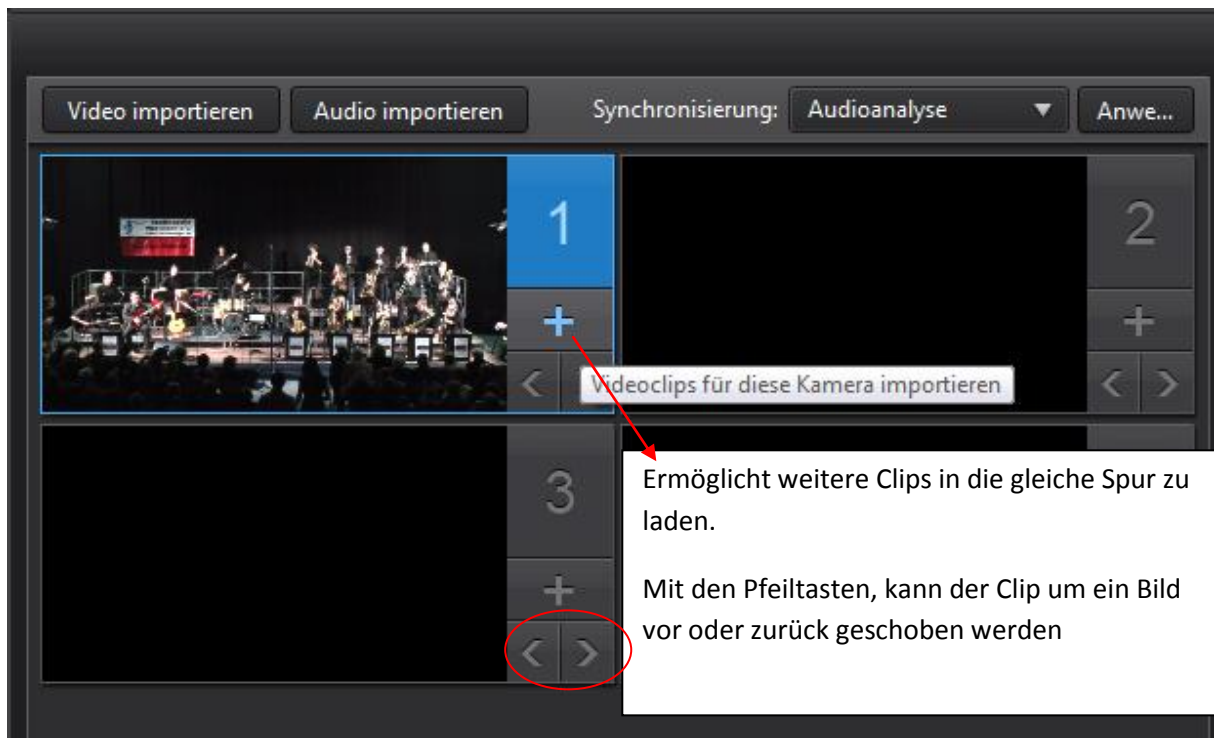 Video importieren Audio importieren Synchronisierung: Audioanalyse Anwe...
1
2
Videoclips für diese Kamera importieren
3
Ermöglicht weitere Clips in die gleiche Spur zu
laden.
Mit den Pfeiltasten, kann der Clip um ein Bild
vor oder zurück geschoben werden